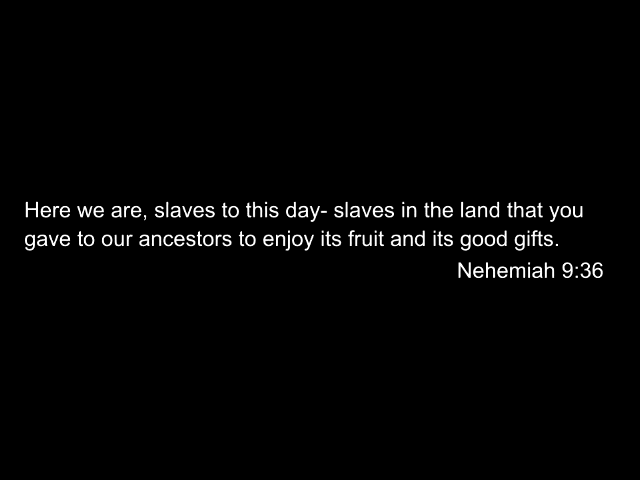 Here we are, slaves to this day- slaves in the land that you
gave to our ancestors to enjoy its fruit and its good gifts.
Nehemiah 9:36